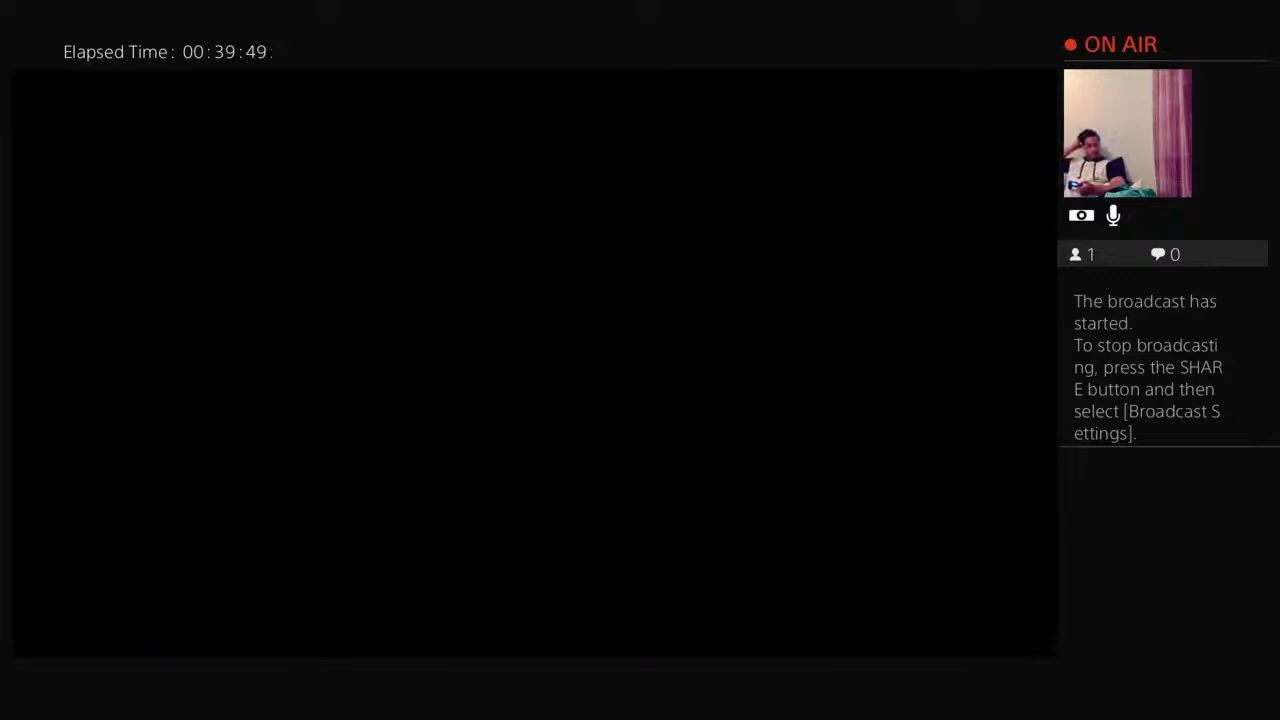 Elapsed Time: 00:39:49
ON AIR
1 0
The broadcast has
started.
To stop broadcasti
ng, press the SHAR
E button and then
select [Broadcast S
ettings].